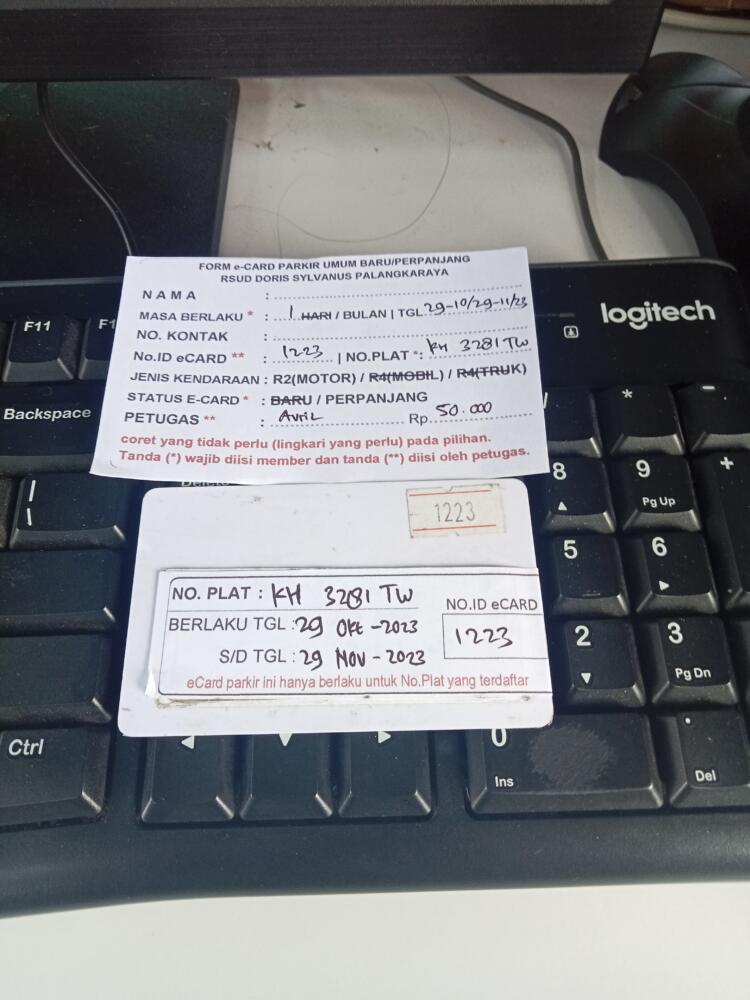 FORM e-CARD PARKIR UMUM BARU/PERPANJANG
RSUD DORIS SYLVANUS PALANGKARAYA
NAMA :
MASA BERLAKU * : 1 HARI / BULAN | TGL 29-10/29-11/23
NO. KONTAK :
No.ID eCARD ** : 1223 | NO.PLAT *: KH 3281 TW
JENIS KENDARAAN : R2(MOTOR) / R4(MOBIL) / R4(TRUK)
STATUS E-CARD * : BARU / PERPANJANG
PETUGAS ** : Avril Rp. 50.000
coret yang tidak perlu (lingkari yang perlu) pada pilihan.
Tanda (*) wajib diisi member dan tanda (**) diisi oleh petugas.
1223
NO. PLAT : KH 3281 TW
NO.ID eCARD
BERLAKU TGL : 29 Okt - 2023
1223
S/D TGL : 29 Nov - 2023
eCard parkir ini hanya berlaku untuk No.Plat yang terdaftar
logitech
F11
Backspace
Delete
*
-
8
9
Pg Up
+
5
6
2
3
Pg Dn
Ctrl
0
Ins
.
Del